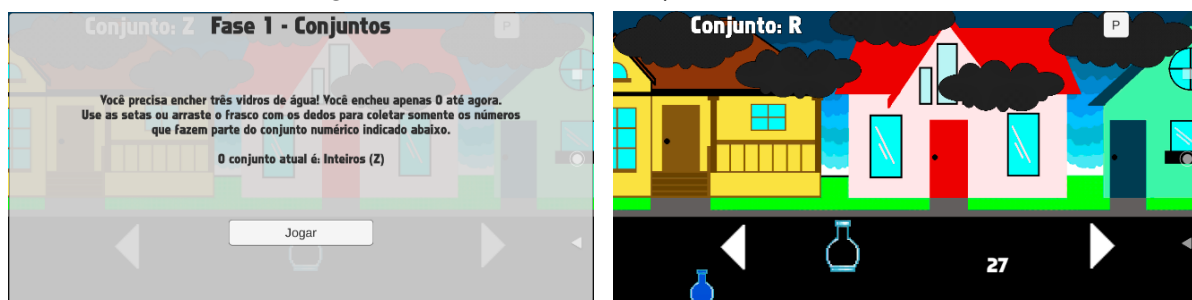 Conjunto: Z
Fase 1 - Conjuntos
P
Você precisa encher três vidros de água! Você encheu apenas 0 até agora.
Use as setas ou arraste o frasco com os dedos para coletar somente os números
que fazem parte do conjunto numérico indicado abaixo.
O conjunto atual é: Inteiros (Z)
Jogar
Conjunto: R
P
27